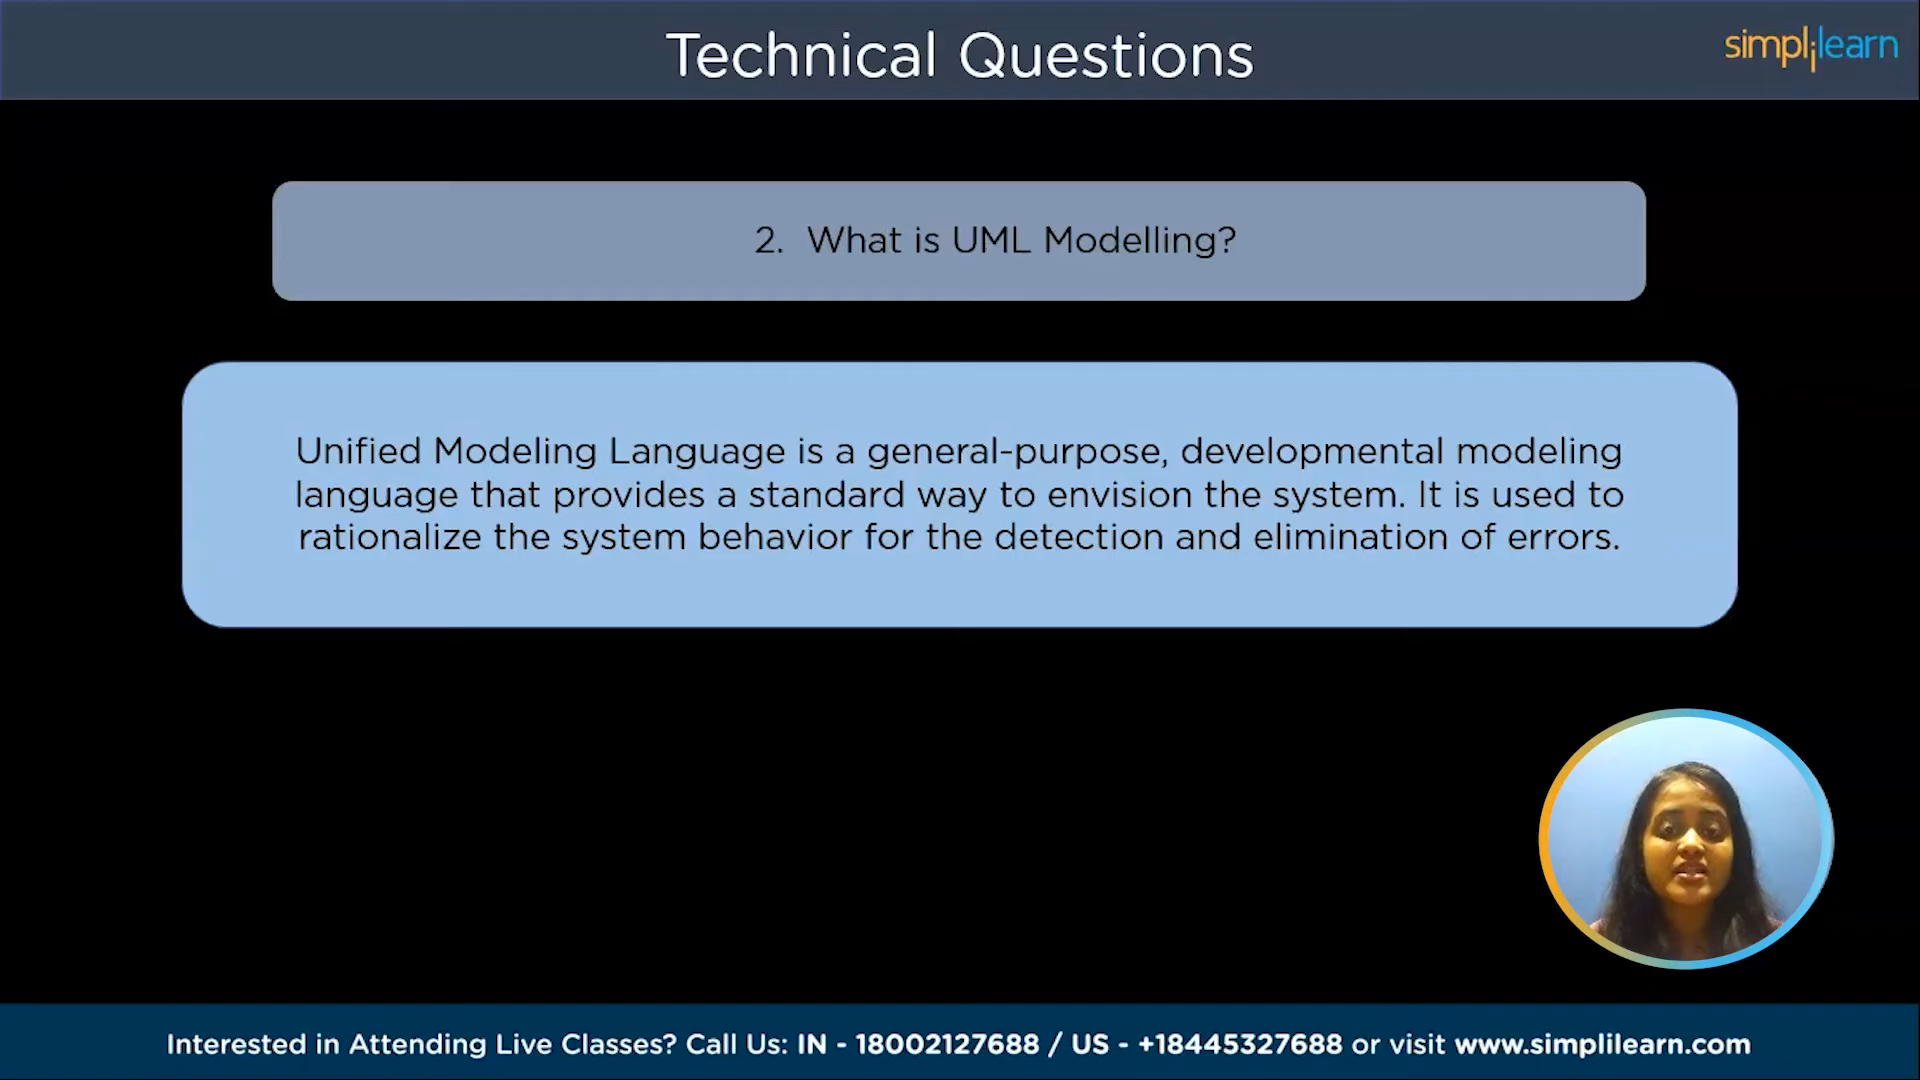 Technical Questions
simplilearn
2. What is UML Modelling?
Unified Modeling Language is a general-purpose, developmental modeling
language that provides a standard way to envision the system. It is used to
rationalize the system behavior for the detection and elimination of errors.
Interested in Attending Live Classes? Call Us: IN - 18002127688 / US - +18445327688 or visit www.simplilearn.com